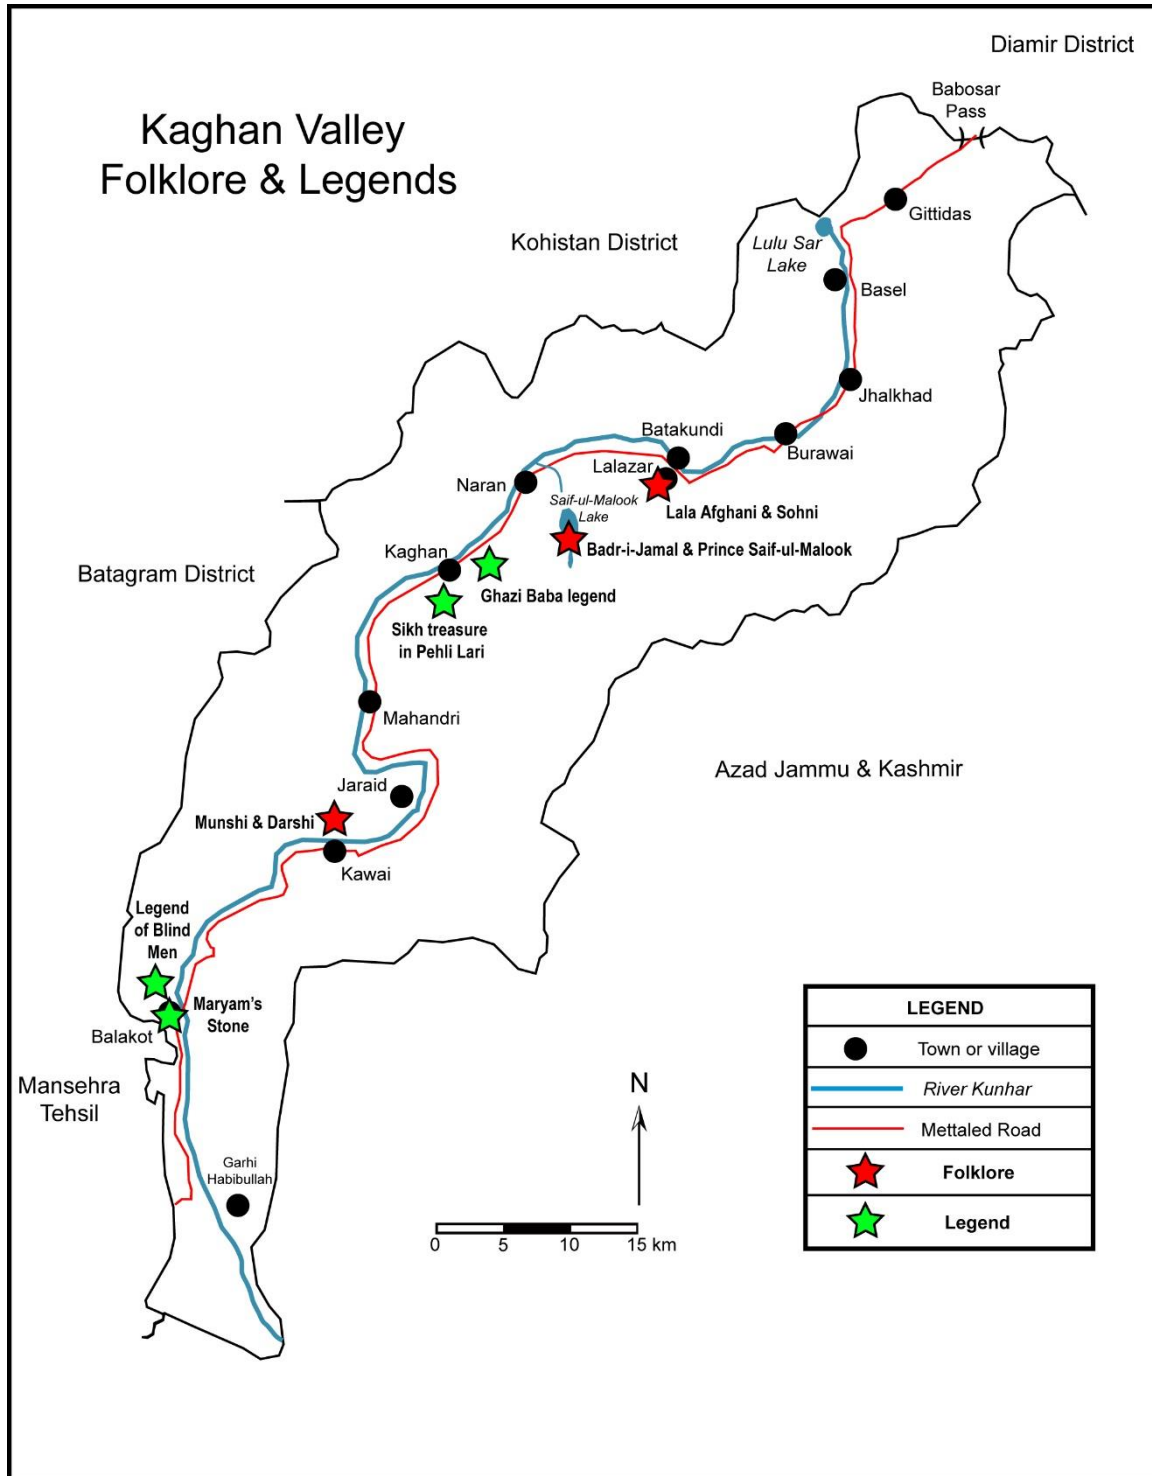 Diamir District
Babosar
Pass
Kaghan Valley
Folklore & Legends
Gittidas
Kohistan District
Lulu Sar
Lake
Basel
Jhalkhad
Batakundi
Burawai
Lalazar
Naran
Saif-ul-Malook
Lake
Lala Afghani & Sohni
Kaghan
Badr-i-Jamal & Prince Saif-ul-Malook
Batagram District
Ghazi Baba legend
Sikh treasure
in Pehli Lari
Mahandri
Azad Jammu & Kashmir
Jaraid
Munshi & Darshi
Kawai
Legend
of Blind
Men
Maryam's
Stone
Balakot
Mansehra
Tehsil
Garhi
Habibullah
N
0 5 10 15 km
LEGEND
Town or village
River Kunhar
Mettaled Road
Folklore
Legend